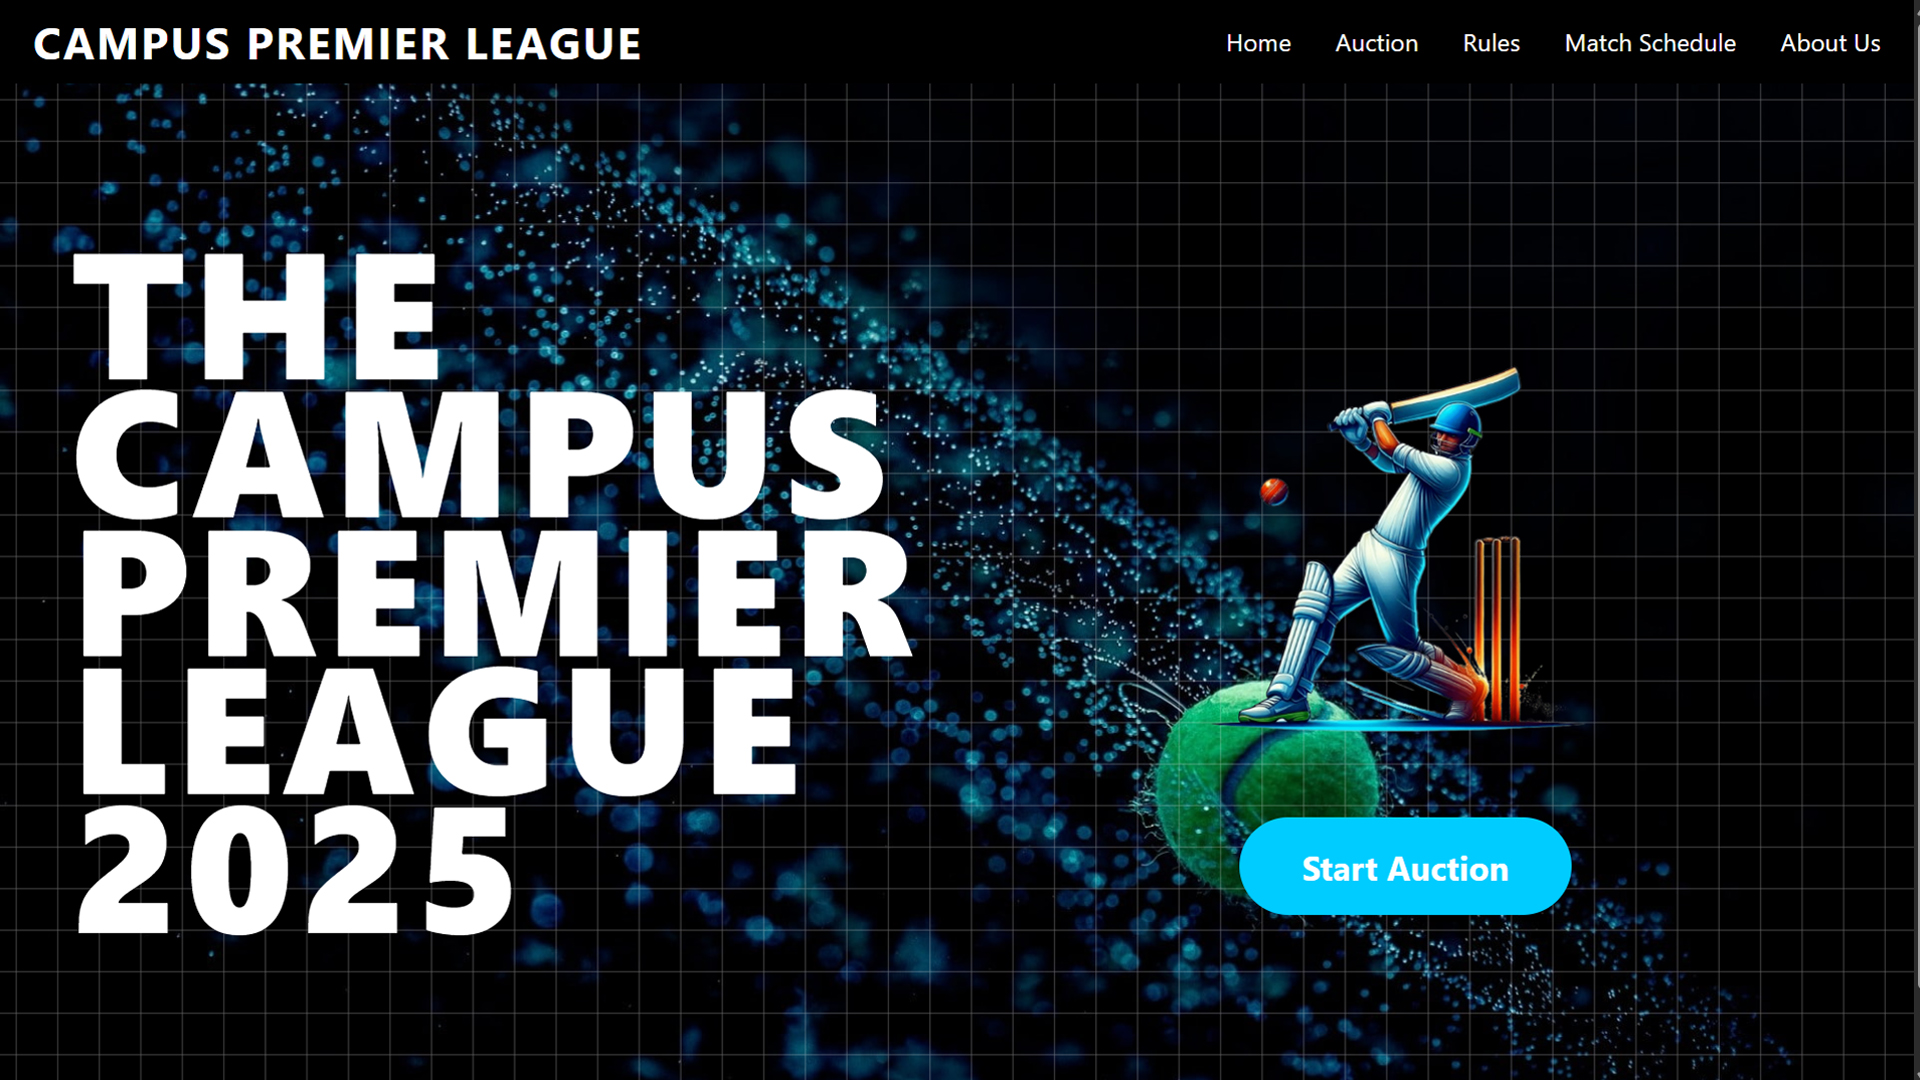 CAMPUS PREMIER LEAGUE
Home Auction Rules Match Schedule About Us
THE
CAMPUS
PREMIER
LEAGUE
2025
Start Auction